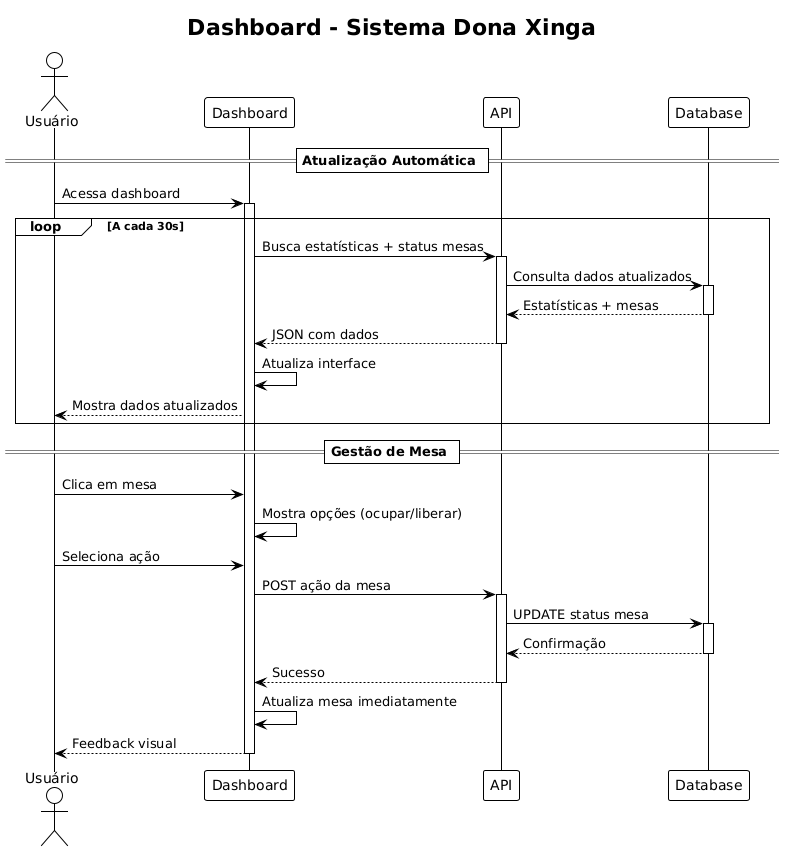 Dashboard - Sistema Dona Xinga
Usuário
Dashboard
API
Database
Atualização Automática
Acessa dashboard
loop [A cada 30s]
Busca estatísticas + status mesas
Consulta dados atualizados
Estatísticas + mesas
JSON com dados
Atualiza interface
Mostra dados atualizados
Gestão de Mesa
Clica em mesa
Mostra opções (ocupar/liberar)
Seleciona ação
POST ação da mesa
UPDATE status mesa
Confirmação
Sucesso
Atualiza mesa imediatamente
Feedback visual
Usuário
Dashboard
API
Database